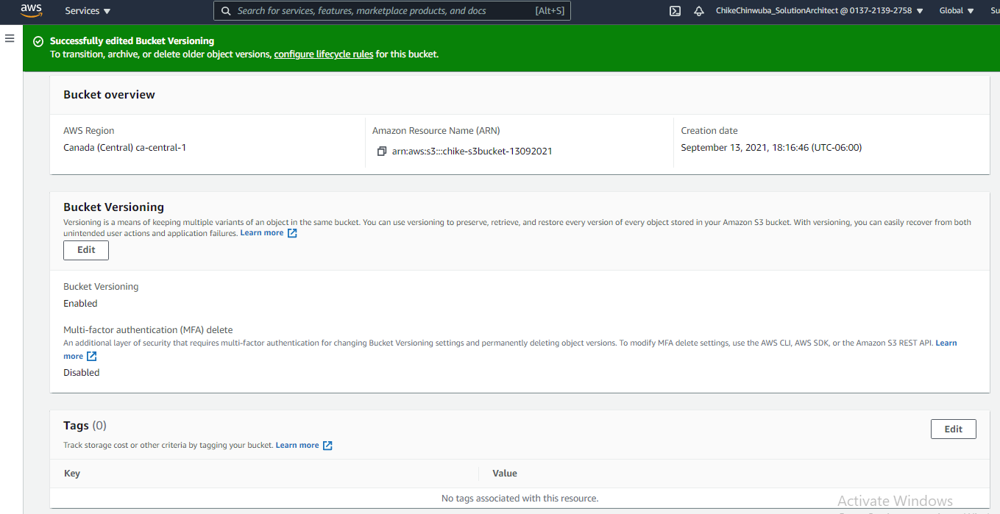 aws
Services ▼
Search for services, features, marketplace products, and docs [Alt+S]
ChikeChinwuba_SolutionArchitect @ 0137-2139-2758 ▼ Global ▼ Su
Successfully edited Bucket Versioning
To transition, archive, or delete older object versions, configure lifecycle rules for this bucket.
Bucket overview
AWS Region
Canada (Central) ca-central-1
Amazon Resource Name (ARN)
arn:aws:s3:::chike-s3bucket-13092021
Creation date
September 13, 2021, 18:16:46 (UTC-06:00)
Bucket Versioning
Versioning is a means of keeping multiple variants of an object in the same bucket. You can use versioning to preserve, retrieve, and restore every version of every object stored in your Amazon S3 bucket. With versioning, you can easily recover from both
unintended user actions and application failures. Learn more
Edit
Bucket Versioning
Enabled
Multi-factor authentication (MFA) delete
An additional layer of security that requires multi-factor authentication for changing Bucket Versioning settings and permanently deleting object versions. To modify MFA delete settings, use the AWS CLI, AWS SDK, or the Amazon S3 REST API. Learn
more
Disabled
Tags (0)
Edit
Track storage cost or other criteria by tagging your bucket. Learn more
Key Value
No tags associated with this resource.
Activate Windows